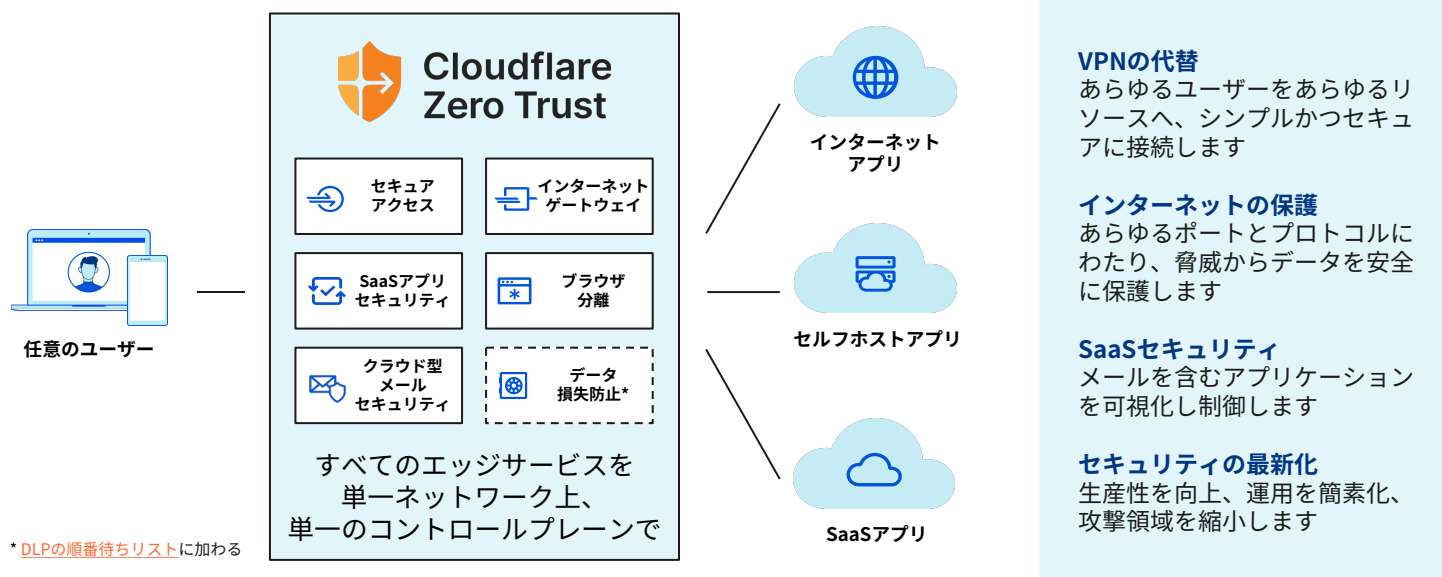 任意のユーザー
* DLPの順番待ちリストに加わる
Cloudflare
Zero Trust
セキュア
アクセス
インターネット
ゲートウェイ
SaaSアプリ
セキュリティ
ブラウザ
分離
クラウド型
メール
セキュリティ
データ
損失防止*
すべてのエッジサービスを
単一ネットワーク上、
単一のコントロールプレーンで
インターネット
アプリ
セルフホストアプリ
SaaSアプリ
VPNの代替
あらゆるユーザーをあらゆるリ
ソースへ、シンプルかつセキュ
アに接続します
インターネットの保護
あらゆるポートとプロトコルに
わたり、脅威からデータを安全
に保護します
SaaSセキュリティ
メールを含むアプリケーション
を可視化し制御します
セキュリティの最新化
生産性を向上、運用を簡素化、
攻撃領域を縮小します